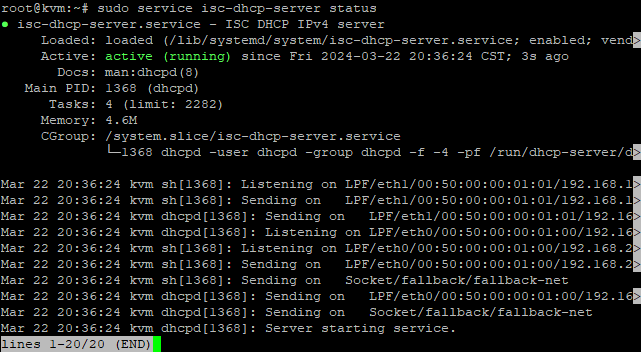 root@kvm:~# sudo service isc-dhcp-server status
● isc-dhcp-server.service - ISC DHCP IPv4 server
     Loaded: loaded (/lib/systemd/system/isc-dhcp-server.service; enabled; vend>
     Active: active (running) since Fri 2024-03-22 20:36:24 CST; 3s ago
       Docs: man:dhcpd(8)
   Main PID: 1368 (dhcpd)
      Tasks: 4 (limit: 2282)
     Memory: 4.6M
     CGroup: /system.slice/isc-dhcp-server.service
             └─1368 dhcpd -user dhcpd -group dhcpd -f -4 -pf /run/dhcp-server/d>
Mar 22 20:36:24 kvm sh[1368]: Listening on LPF/eth1/00:50:00:00:01:01/192.168.1>
Mar 22 20:36:24 kvm sh[1368]: Sending on   LPF/eth1/00:50:00:00:01:01/192.168.1>
Mar 22 20:36:24 kvm dhcpd[1368]: Sending on   LPF/eth1/00:50:00:00:01:01/192.16>
Mar 22 20:36:24 kvm dhcpd[1368]: Listening on LPF/eth0/00:50:00:00:01:00/192.16>
Mar 22 20:36:24 kvm sh[1368]: Listening on LPF/eth0/00:50:00:00:01:00/192.168.2>
Mar 22 20:36:24 kvm sh[1368]: Sending on   LPF/eth0/00:50:00:00:01:00/192.168.2>
Mar 22 20:36:24 kvm sh[1368]: Sending on   Socket/fallback/fallback-net
Mar 22 20:36:24 kvm dhcpd[1368]: Sending on   LPF/eth0/00:50:00:00:01:00/192.16>
Mar 22 20:36:24 kvm dhcpd[1368]: Sending on   Socket/fallback/fallback-net
Mar 22 20:36:24 kvm dhcpd[1368]: Server starting service.
lines 1-20/20 (END)